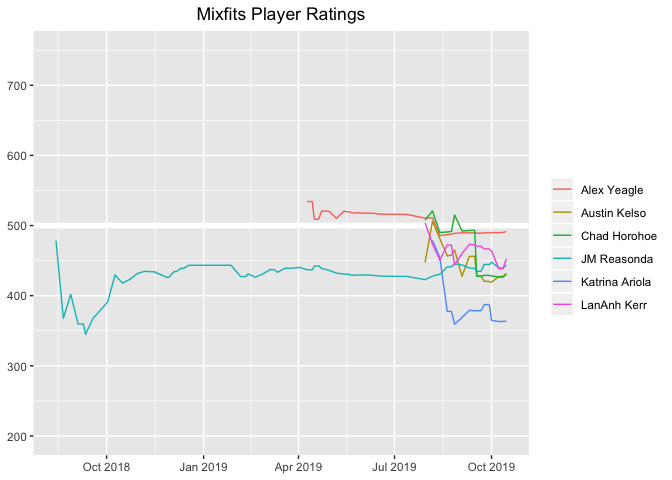 Mixfits Player Ratings
700
600
500
400
300
200
Oct 2018
Jan 2019
Apr 2019
Jul 2019
Oct 2019
Alex Yeagle
Austin Kelso
Chad Horohoe
JM Reasonda
Katrina Ariola
LanAnh Kerr